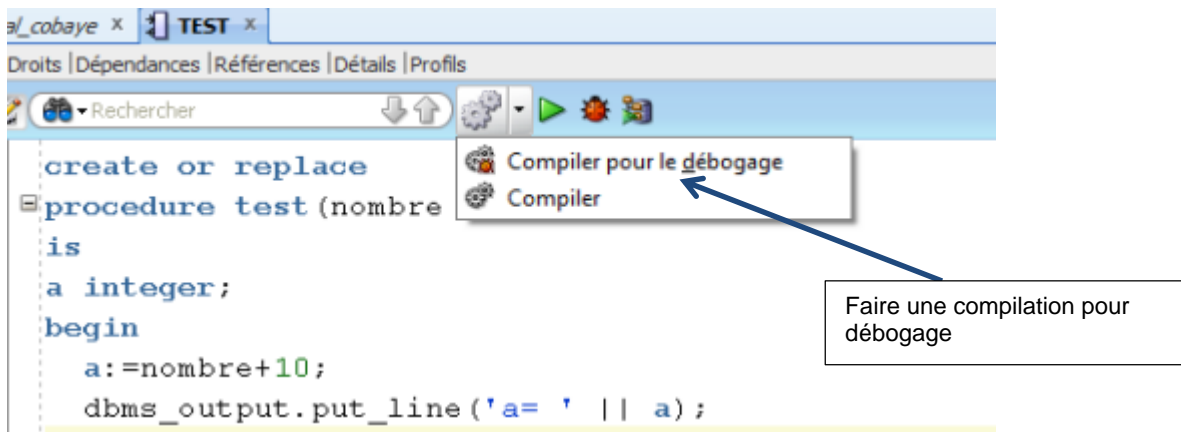 al_cobaye TEST
Droits |Dépendances |Références |Détails |Profils
Rechercher
Compiler pour le débogage
Compiler
create or replace
procedure test(nombre
is
a integer;
begin
a:=nombre+10;
dbms_output.put_line('a= ' || a);
Faire une compilation pour
débogage